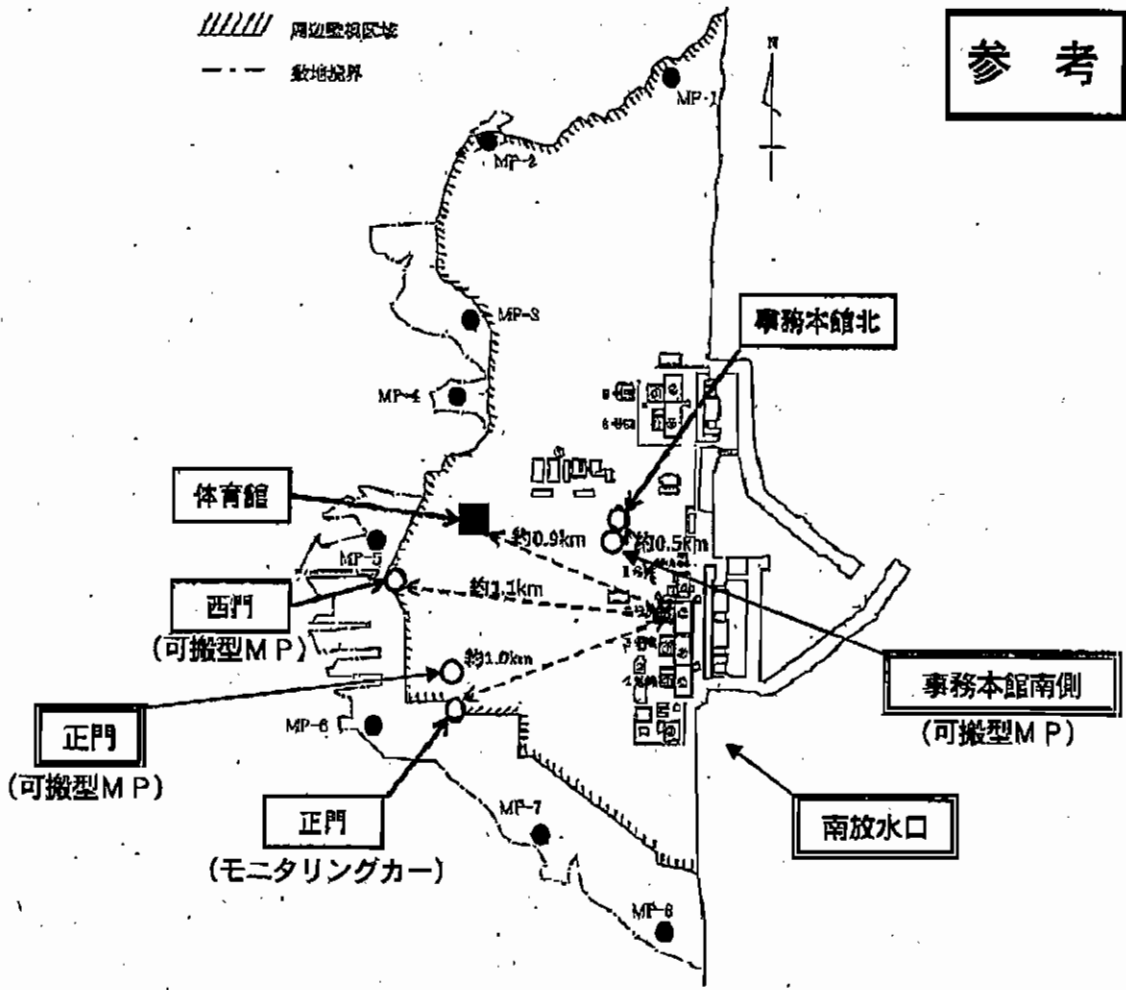 周辺監視区域
敷地境界
参考
N
MP-1
MP-2
MP-3
事務本館北
MP-4
体育館
約0.9km
約0.5km
MP-5
西門
(可搬型MP)
約1.1km
約1.0km
事務本館南側
(可搬型MP)
正門
(可搬型MP)
MP-6
正門
(モニタリングカー)
MP-7
南放水口
MP-8